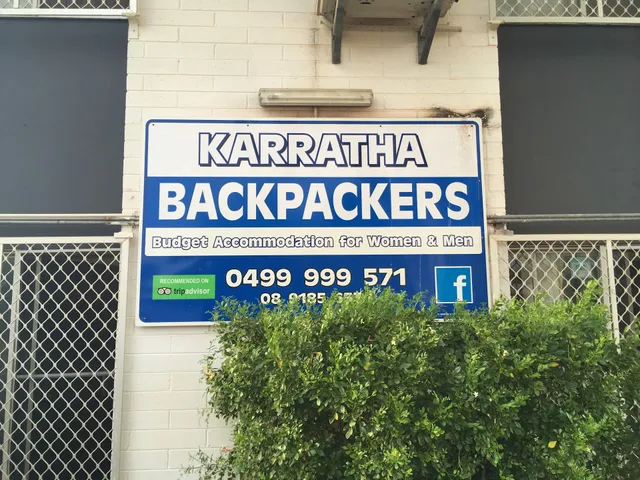 KARRATHA
BACKPACKERS
Budget Accommodation for Women & Men
RECOMMENDED ON
tripadvisor
0499 999 571
08 9185
f